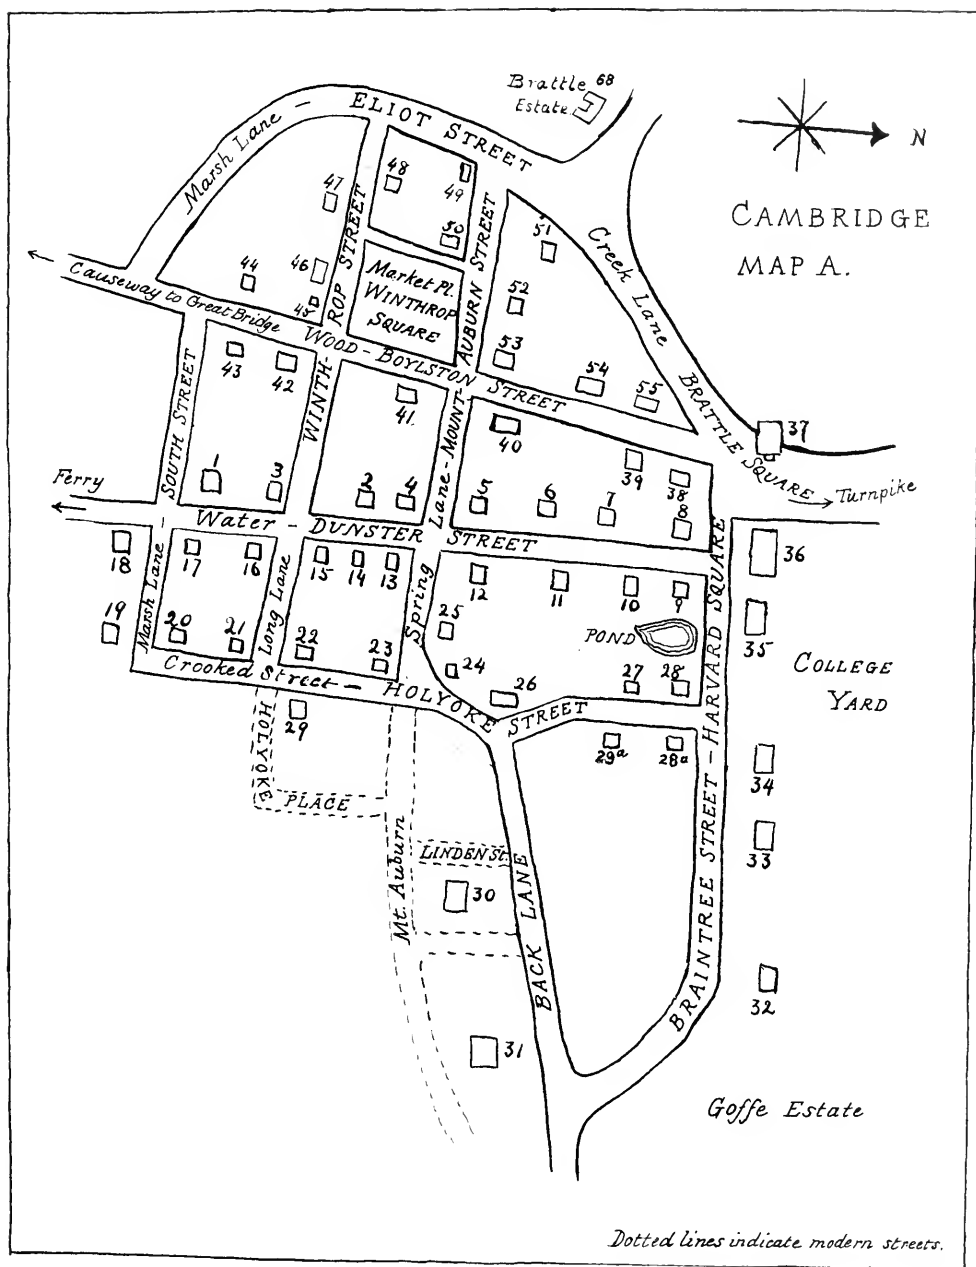 Brattle 68
Estate.
N
CAMBRIDGE
MAP A.
Marsh Lane – ELIOT STREET
48
49
47
50
51
Creek Lane
WINTH-ROP STREET
Market Pl.
WINTHROP
SQUARE
Lane-MOUNT-AUBURN STREET
44
46
45
52
53
54
55
Causeway to Great Bridge
WOOD-BOYLSTON STREET
BRATTLE SQUARE
37
Turnpike
43
42
41.
40
39
38
SOUTH STREET
Ferry
1
3
2
4
5
6
7
8
Water-DUNSTER STREET
36
18
17
16
15
14
13
12
11
10
9
Marsh Lane –
Long Lane
Spring
25
POND
35
COLLEGE
YARD
19
20
21
22
23
24
26
27
28
Crooked Street – HOLYOKE STREET
29
29a
28a
HOLYOKE
PLACE
BRAINTREE STREET – HARVARD SQUARE
34
33
Mt. Auburn
LINDEN St.
30
BACK LANE
32
31
Goffe Estate
Dotted lines indicate modern streets.